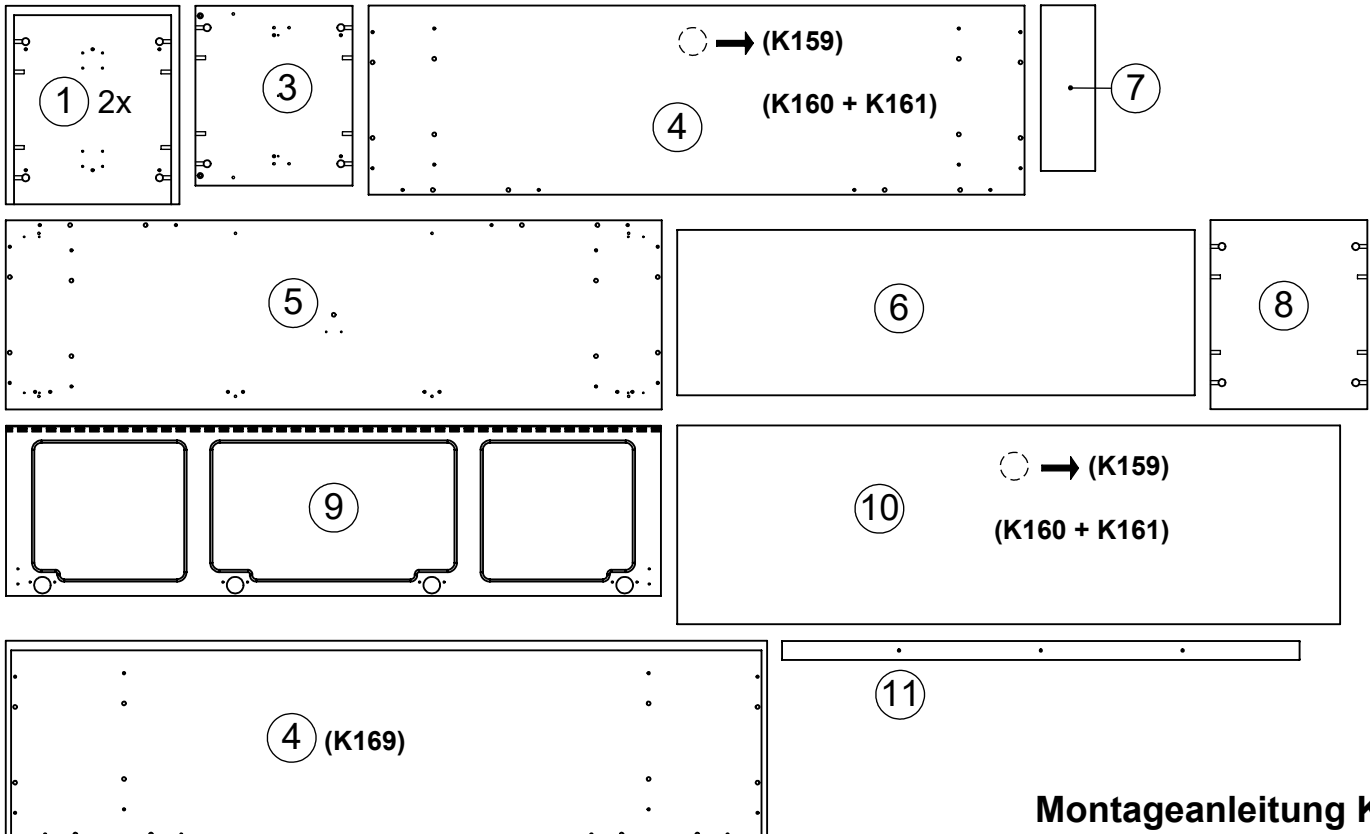 1 2x
3
(K159)
(K160 + K161)
4
7
5
6
8
9
(K159)
10
(K160 + K161)
4 (K169)
11
Montageanleitung K